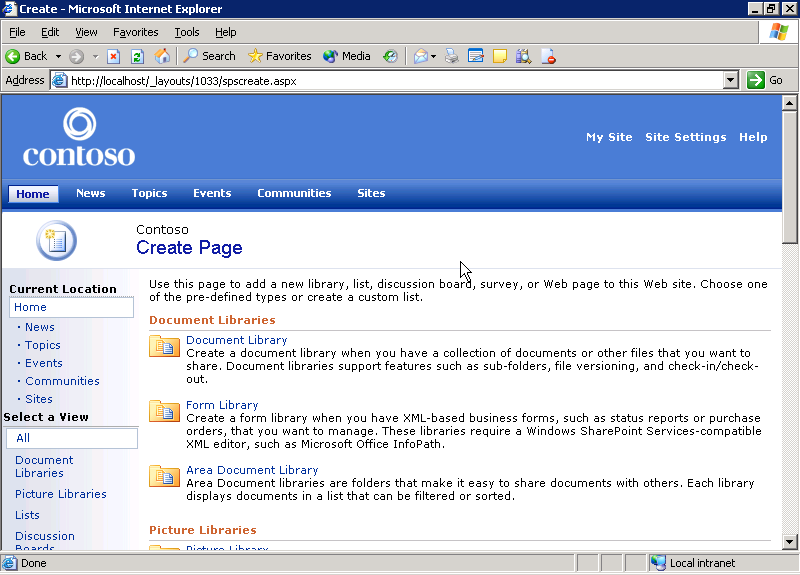 Create - Microsoft Internet Explorer
File Edit View Favorites Tools Help
Back Search Favorites Media
Address http://localhost/_layouts/1033/spscreate.aspx Go
contoso
My Site Site Settings Help
Home News Topics Events Communities Sites
Contoso
Create Page
Current Location
Home
· News
· Topics
· Events
· Communities
· Sites
Select a View
All
Document
Libraries
Picture Libraries
Lists
Discussion
Boards
Use this page to add a new library, list, discussion board, survey, or Web page to this Web site. Choose one
of the pre-defined types or create a custom list.
Document Libraries
Document Library
Create a document library when you have a collection of documents or other files that you want to
share. Document libraries support features such as sub-folders, file versioning, and check-in/check-
out.
Form Library
Create a form library when you have XML-based business forms, such as status reports or purchase
orders, that you want to manage. These libraries require a Windows SharePoint Services-compatible
XML editor, such as Microsoft Office InfoPath.
Area Document Library
Area Document libraries are folders that make it easy to share documents with others. Each library
displays documents in a list that can be filtered or sorted.
Picture Libraries
Picture Library
Done Local intranet